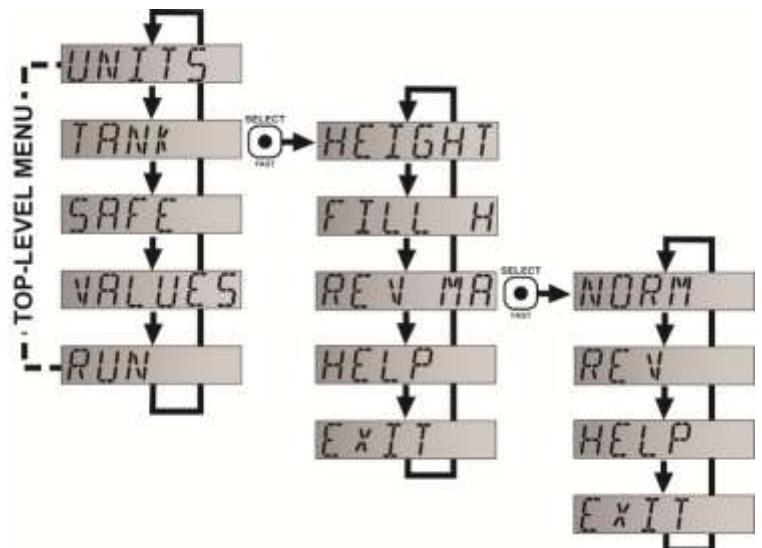 TOP-LEVEL MENU
UNITS
TANK
SAFE
VALUES
RUN
SELECT
FAST
HEIGHT
FILL H
REV MA
HELP
EXIT
SELECT
FAST
NORM
REV
HELP
EXIT